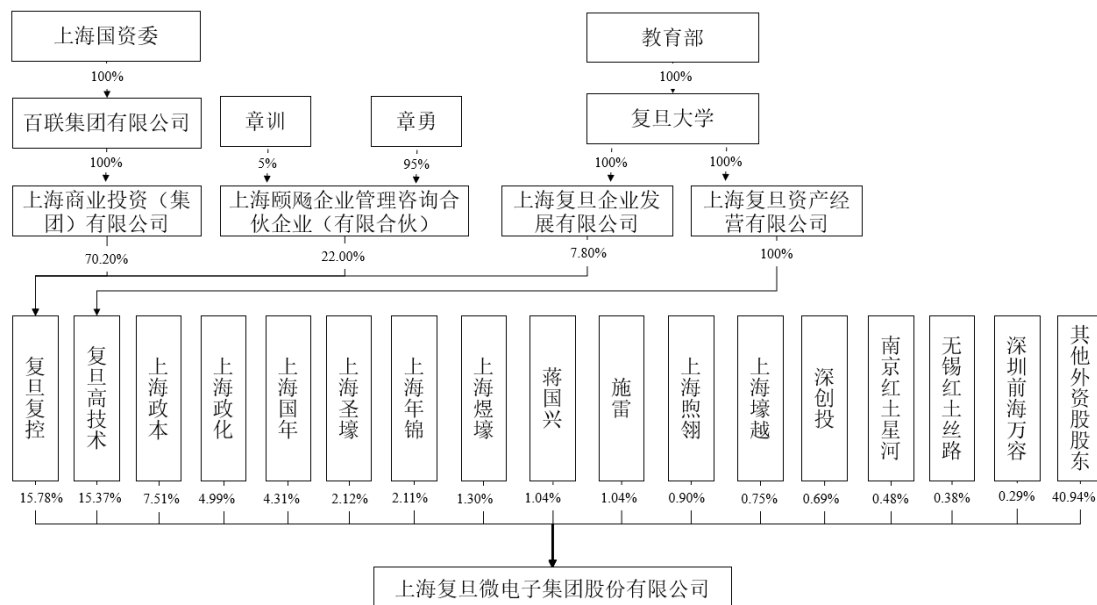 上海国资委
教育部
100%
100%
百联集团有限公司
章训
章勇
复旦大学
100%
5%
95%
100%
100%
上海商业投资（集
团）有限公司
上海颐飚企业管理咨询合
伙企业（有限合伙）
上海复旦企业发
展有限公司
上海复旦资产经
营有限公司
70.20%
22.00%
7.80%
100%
复旦复控
复旦高技术
上海政本
上海政化
上海国年
上海圣壕
上海年锦
上海煜壕
蒋国兴
施雷
上海煦翎
上海壕越
深创投
南京红土星河
无锡红土丝路
深圳前海万容
其他外资股股东
15.78%
15.37%
7.51%
4.99%
4.31%
2.12%
2.11%
1.30%
1.04%
1.04%
0.90%
0.75%
0.69%
0.48%
0.38%
0.29%
40.94%
上海复旦微电子集团股份有限公司